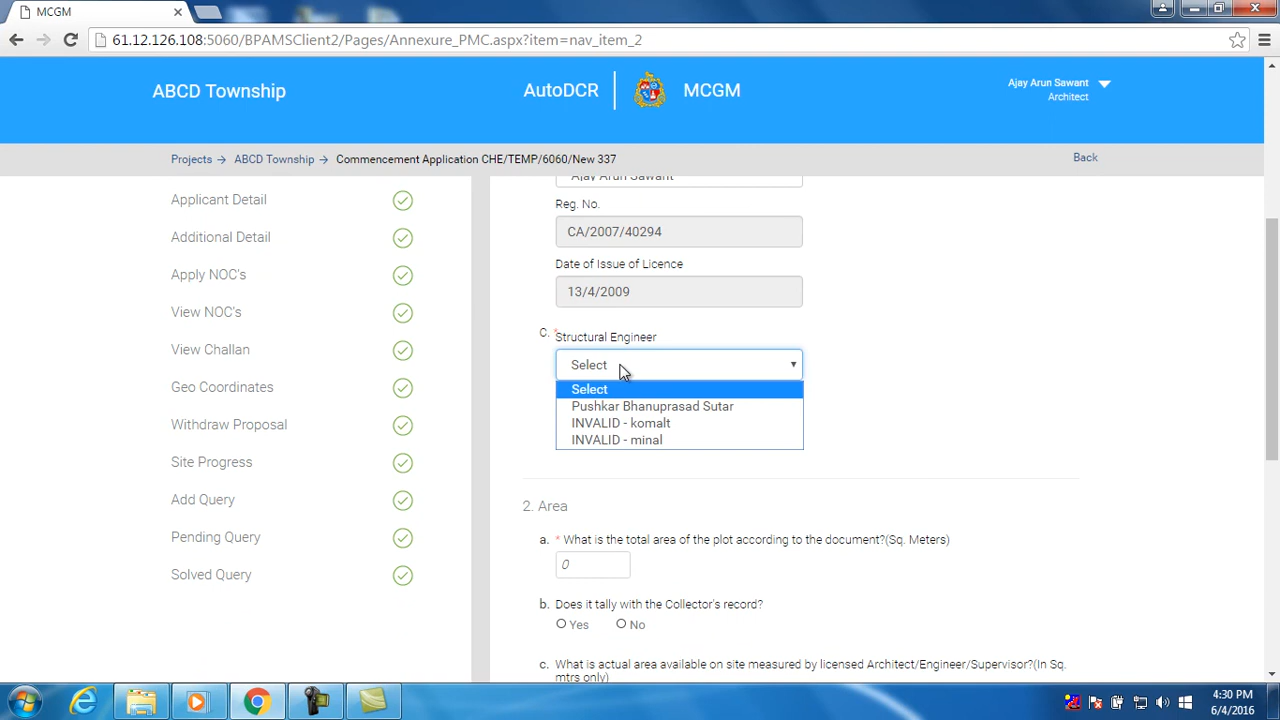 MCGM
61.12.126.108:5060/BPAMSClient2/Pages/Annexure_PMC.aspx?item=nav_item_2
ABCD Township
AutoDCR
MCGM
Ajay Arun Sawant
Architect
Projects → ABCD Township → Commencement Application CHE/TEMP/6060/New 337
Back
Applicant Detail
Additional Detail
Apply NOC's
View NOC's
View Challan
Geo Coordinates
Withdraw Proposal
Site Progress
Add Query
Pending Query
Solved Query
Ajay Arun Sawant
Reg. No.
CA/2007/40294
Date of Issue of Licence
13/4/2009
C. *Structural Engineer
Select
Select
Pushkar Bhanuprasad Sutar
INVALID - komalt
INVALID - minal
2. Area
a. * What is the total area of the plot according to the document?(Sq. Meters)
0
b. Does it tally with the Collector's record?
Yes No
c. What is actual area available on site measured by licensed Architect/Engineer/Supervisor?(In Sq.
mtrs only)
4:30 PM
6/4/2016